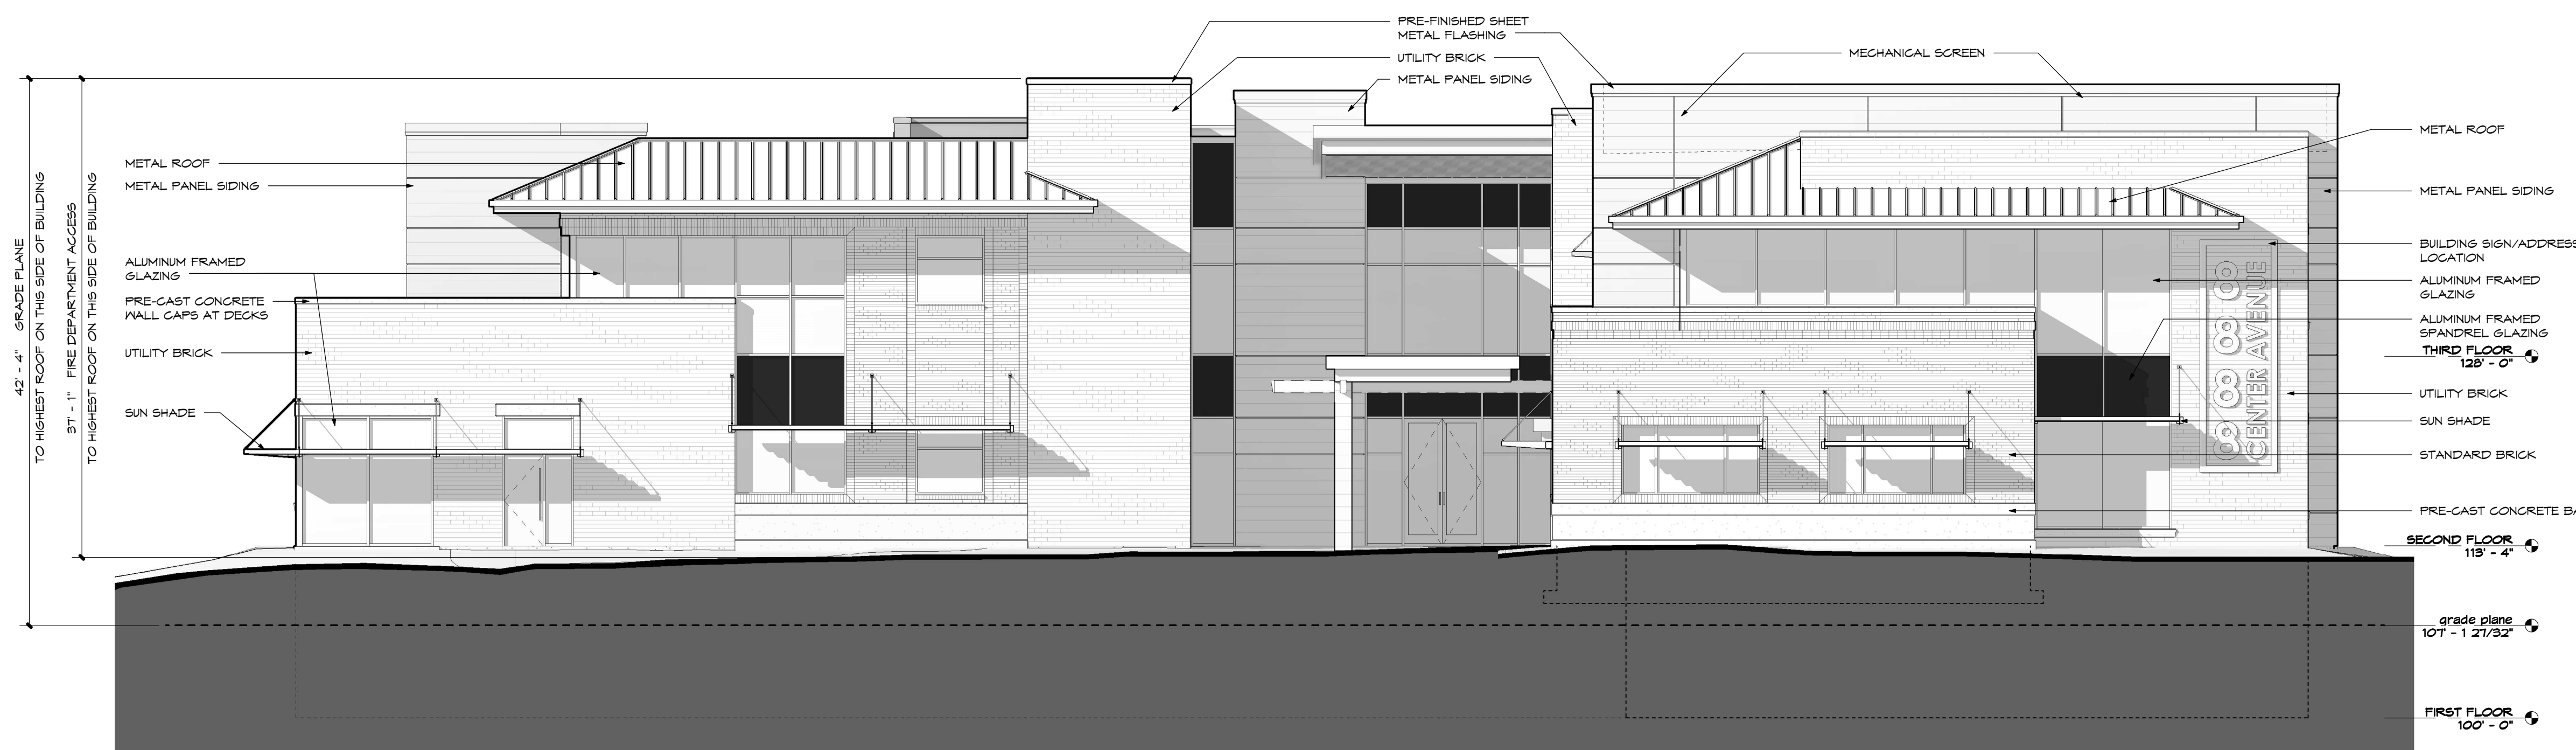 PRE-FINISHED SHEET
METAL FLASHING
UTILITY BRICK
METAL PANEL SIDING
MECHANICAL SCREEN
42' - 4" GRADE PLANE
TO HIGHEST ROOF ON THIS SIDE OF BUILDING
37' - 1" FIRE DEPARTMENT ACCESS
TO HIGHEST ROOF ON THIS SIDE OF BUILDING
METAL ROOF
METAL PANEL SIDING
ALUMINUM FRAMED
GLAZING
PRE-CAST CONCRETE
WALL CAPS AT DECKS
UTILITY BRICK
SUN SHADE
8 8 8 8
CENTER AVENUE
METAL ROOF
METAL PANEL SIDING
BUILDING SIGN/ADDRESS
LOCATION
ALUMINUM FRAMED
GLAZING
ALUMINUM FRAMED
SPANDREL GLAZING
THIRD FLOOR
128' - 0"
UTILITY BRICK
SUN SHADE
STANDARD BRICK
PRE-CAST CONCRETE
SECOND FLOOR
113' - 4"
grade plane
107' - 1 27/32"
FIRST FLOOR
100' - 0"